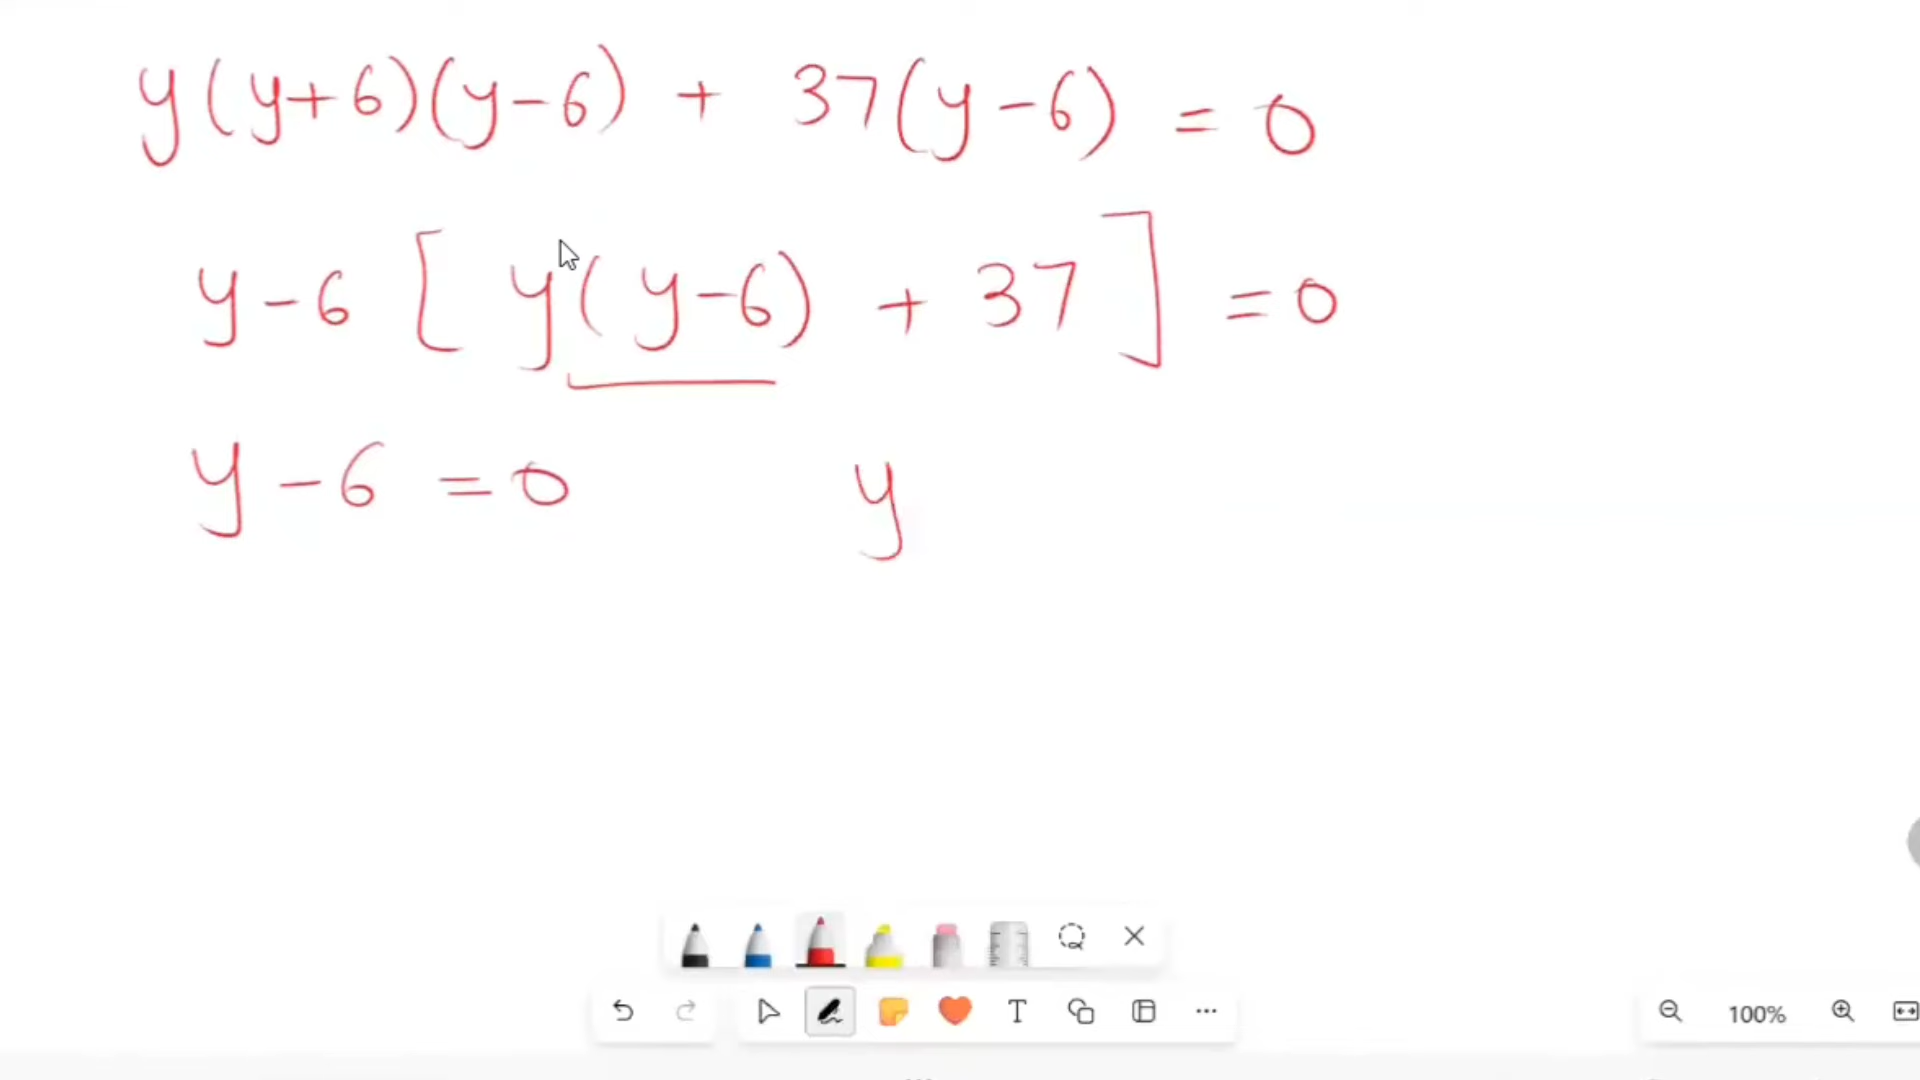 y(y+6)(y-6) + 37(y-6) = 0
y-6 [ y(y-6) + 37 ] = 0
y-6 = 0 y
T
100%